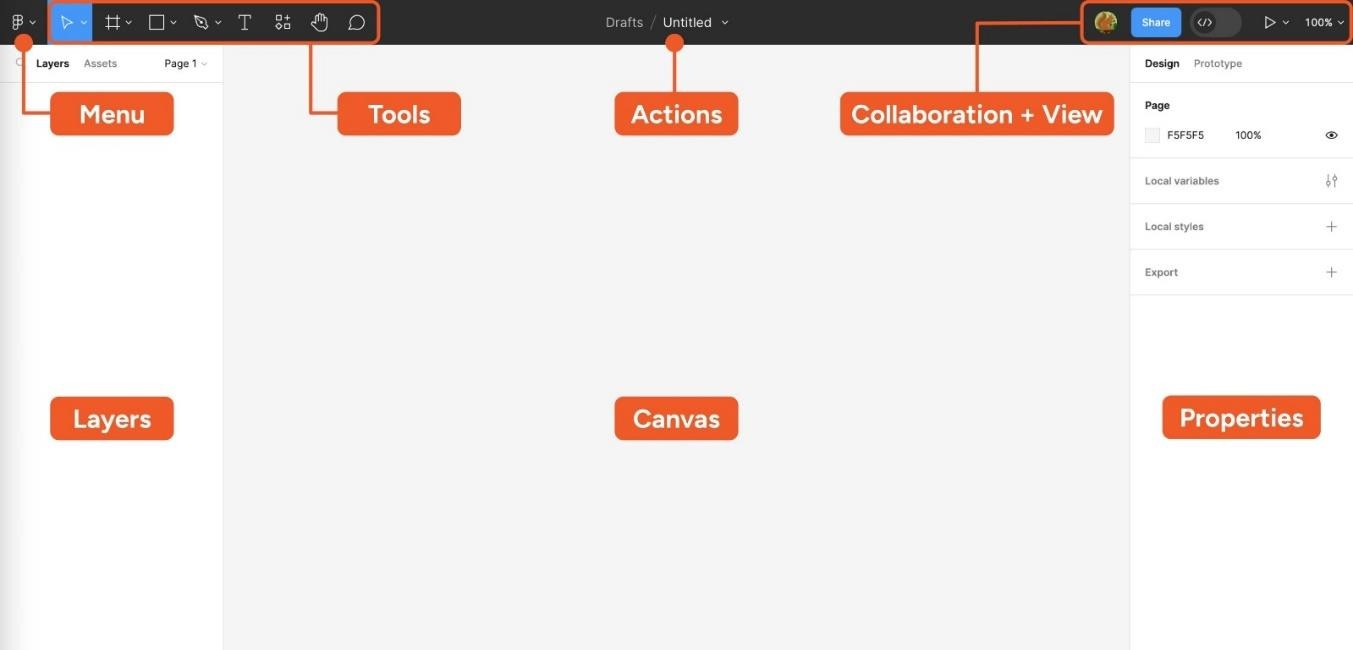 Drafts / Untitled
Share
</>
100%
Layers Assets Page 1
Design Prototype
Menu
Tools
Actions
Collaboration + View
Page
F5F5F5 100%
Local variables
Local styles
Export
Layers
Canvas
Properties